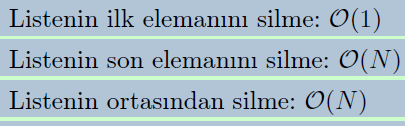 Listenin ilk elemanını silme: O(1)
Listenin son elemanını silme: O(N)
Listenin ortasından silme: O(N)